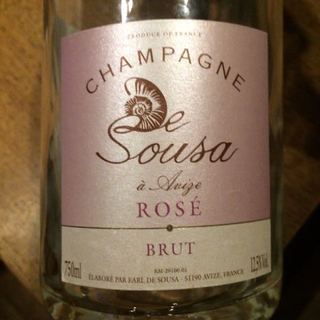 PRODUCE OF FRANCE
CHAMPAGNE
De
Sousa
à Avize
ROSÉ
BRUT
750ml
12,5%Vol.
ÉLABORÉ PAR EARL DE SOUSA - 51190 AVIZE, FRANCE